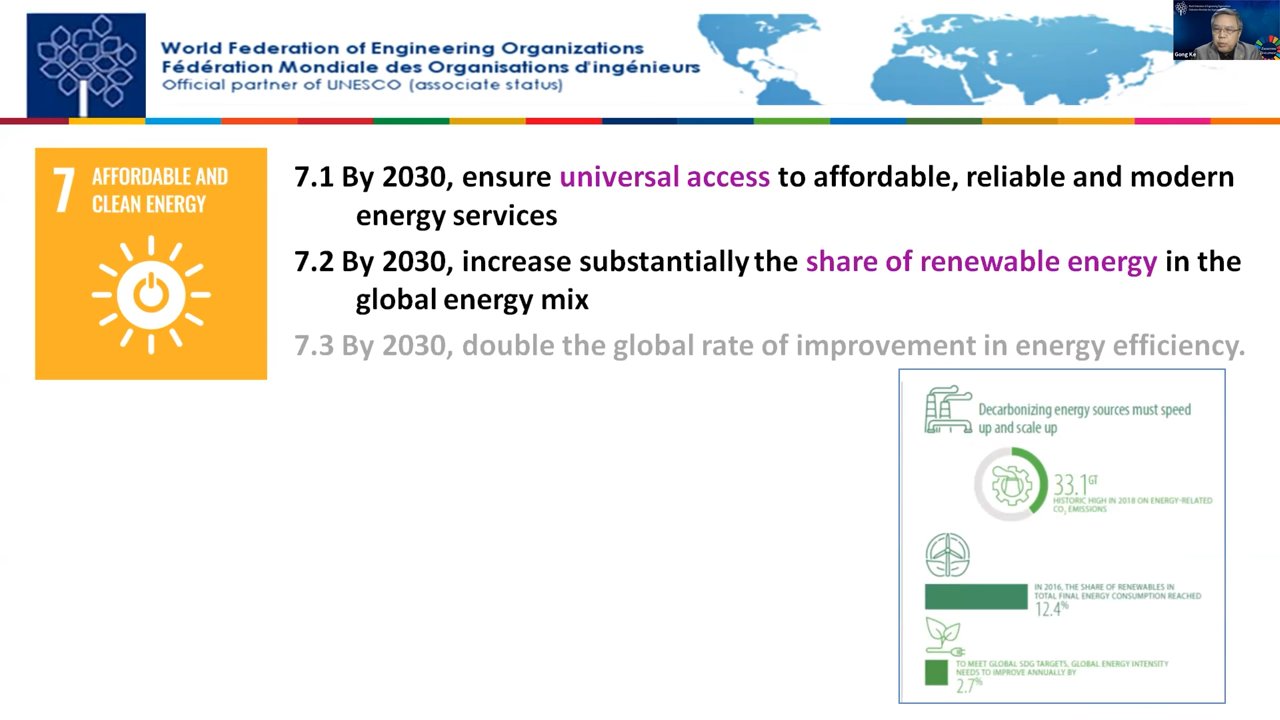 World Federation of Engineering Organizations
Fédération Mondiale des Organisations d'ingénieurs
Official partner of UNESCO (associate status)
Gong Ke
7 AFFORDABLE AND
CLEAN ENERGY
7.1 By 2030, ensure universal access to affordable, reliable and modern
energy services
7.2 By 2030, increase substantially the share of renewable energy in the
global energy mix
7.3 By 2030, double the global rate of improvement in energy efficiency.
Decarbonizing energy sources must speed
up and scale up
33.1GT
HISTORIC HIGH IN 2018 ON ENERGY-RELATED
CO2 EMISSIONS
IN 2016, THE SHARE OF RENEWABLES IN
TOTAL FINAL ENERGY CONSUMPTION REACHED
12.4%
TO MEET GLOBAL SDG TARGETS, GLOBAL ENERGY INTENSITY
NEEDS TO IMPROVE ANNUALLY BY
2.7%